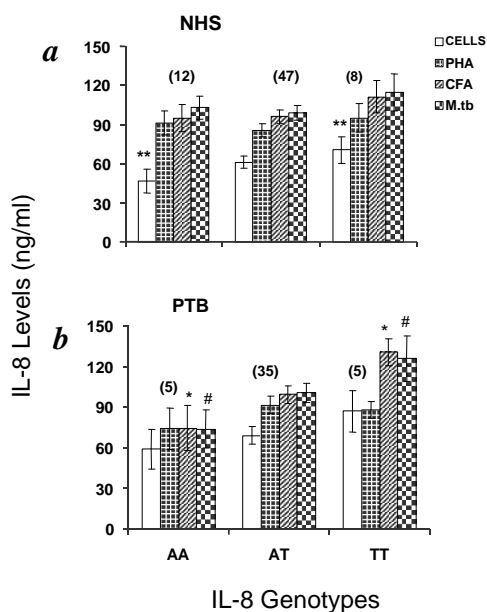 NHS
a
CELLS
PHA
CFA
M.tb
150
120
90
60
30
(12)
(47)
(8)
**
**
IL-8 Levels (ng/ml)
PTB
b
150
120
90
60
30
0
(5)
(35)
(5)
*
#
*
#
AA
AT
TT
IL-8 Genotypes